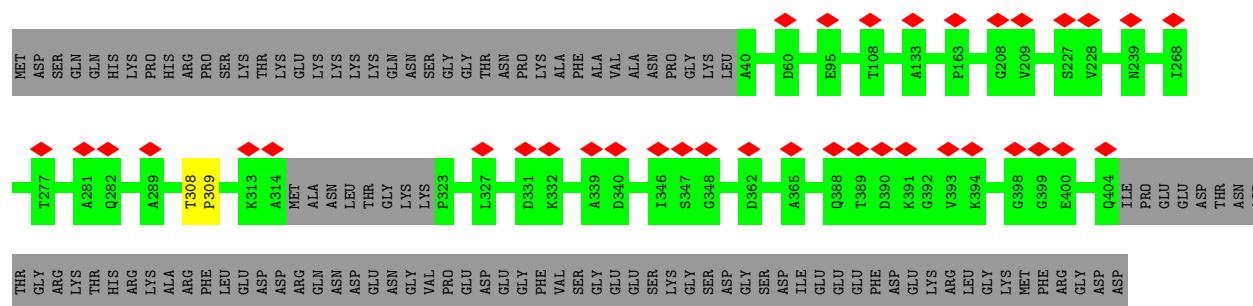 MET ASP SER GLN GLN HIS LYS PRO HIS ARG PRO SER LYS THR LYS GLU LYS LYS LYS LYS GLN ASN SER GLY GLY THR ASN PRO LYS ALA PHE ALA VAL ALA ASN PRO GLY LYS LEU A40 D60 E95 T108 A133 P163 G208 V209 S227 V228 N239 I268
T277 A281 Q282 A289 T308 P309 K313 A314 MET ALA ASN LEU THR GLY LYS LYS P323 L327 D331 K332 A339 D340 I346 S347 G348 D362 A365 Q388 T389 D390 K391 G392 V393 K394 G398 G399 E400 Q404 ILE PRO GLU GLU ASP THR ASN
THR GLY ARG LYS THR HIS ARG LYS ALA ARG PHE LEU GLU ASP ASP ARG GLN ASN ASP GLU ASN GLY VAL PRO GLU ASP GLU GLY PHE VAL SER GLY GLU GLU SER LYS GLY SER ASP GLY SER ASP ILE GLU GLU GLU PHE ASP GLU LYS ARG LEU GLY LYS MET PHE ARG GLY ASP ASP